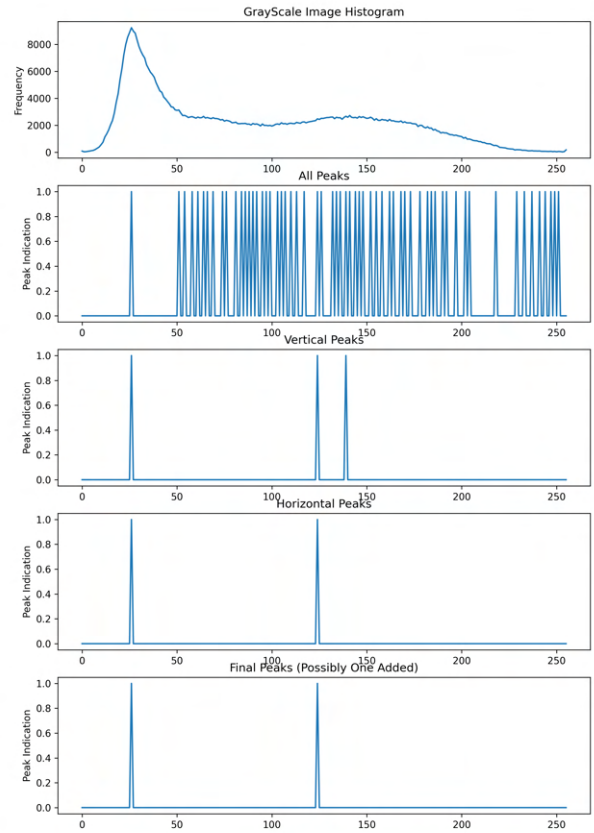 GrayScale Image Histogram
8000
6000
4000
2000
0
Frequency
0 50 100 150 200 250
All Peaks
1.0
0.8
0.6
0.4
0.2
0.0
Peak Indication
0 50 100 150 200 250
Vertical Peaks
1.0
0.8
0.6
0.4
0.2
0.0
Peak Indication
0 50 100 150 200 250
Horizontal Peaks
1.0
0.8
0.6
0.4
0.2
0.0
Peak Indication
0 50 100 150 200 250
Final Peaks (Possibly One Added)
1.0
0.8
0.6
0.4
0.2
0.0
Peak Indication
0 50 100 150 200 250